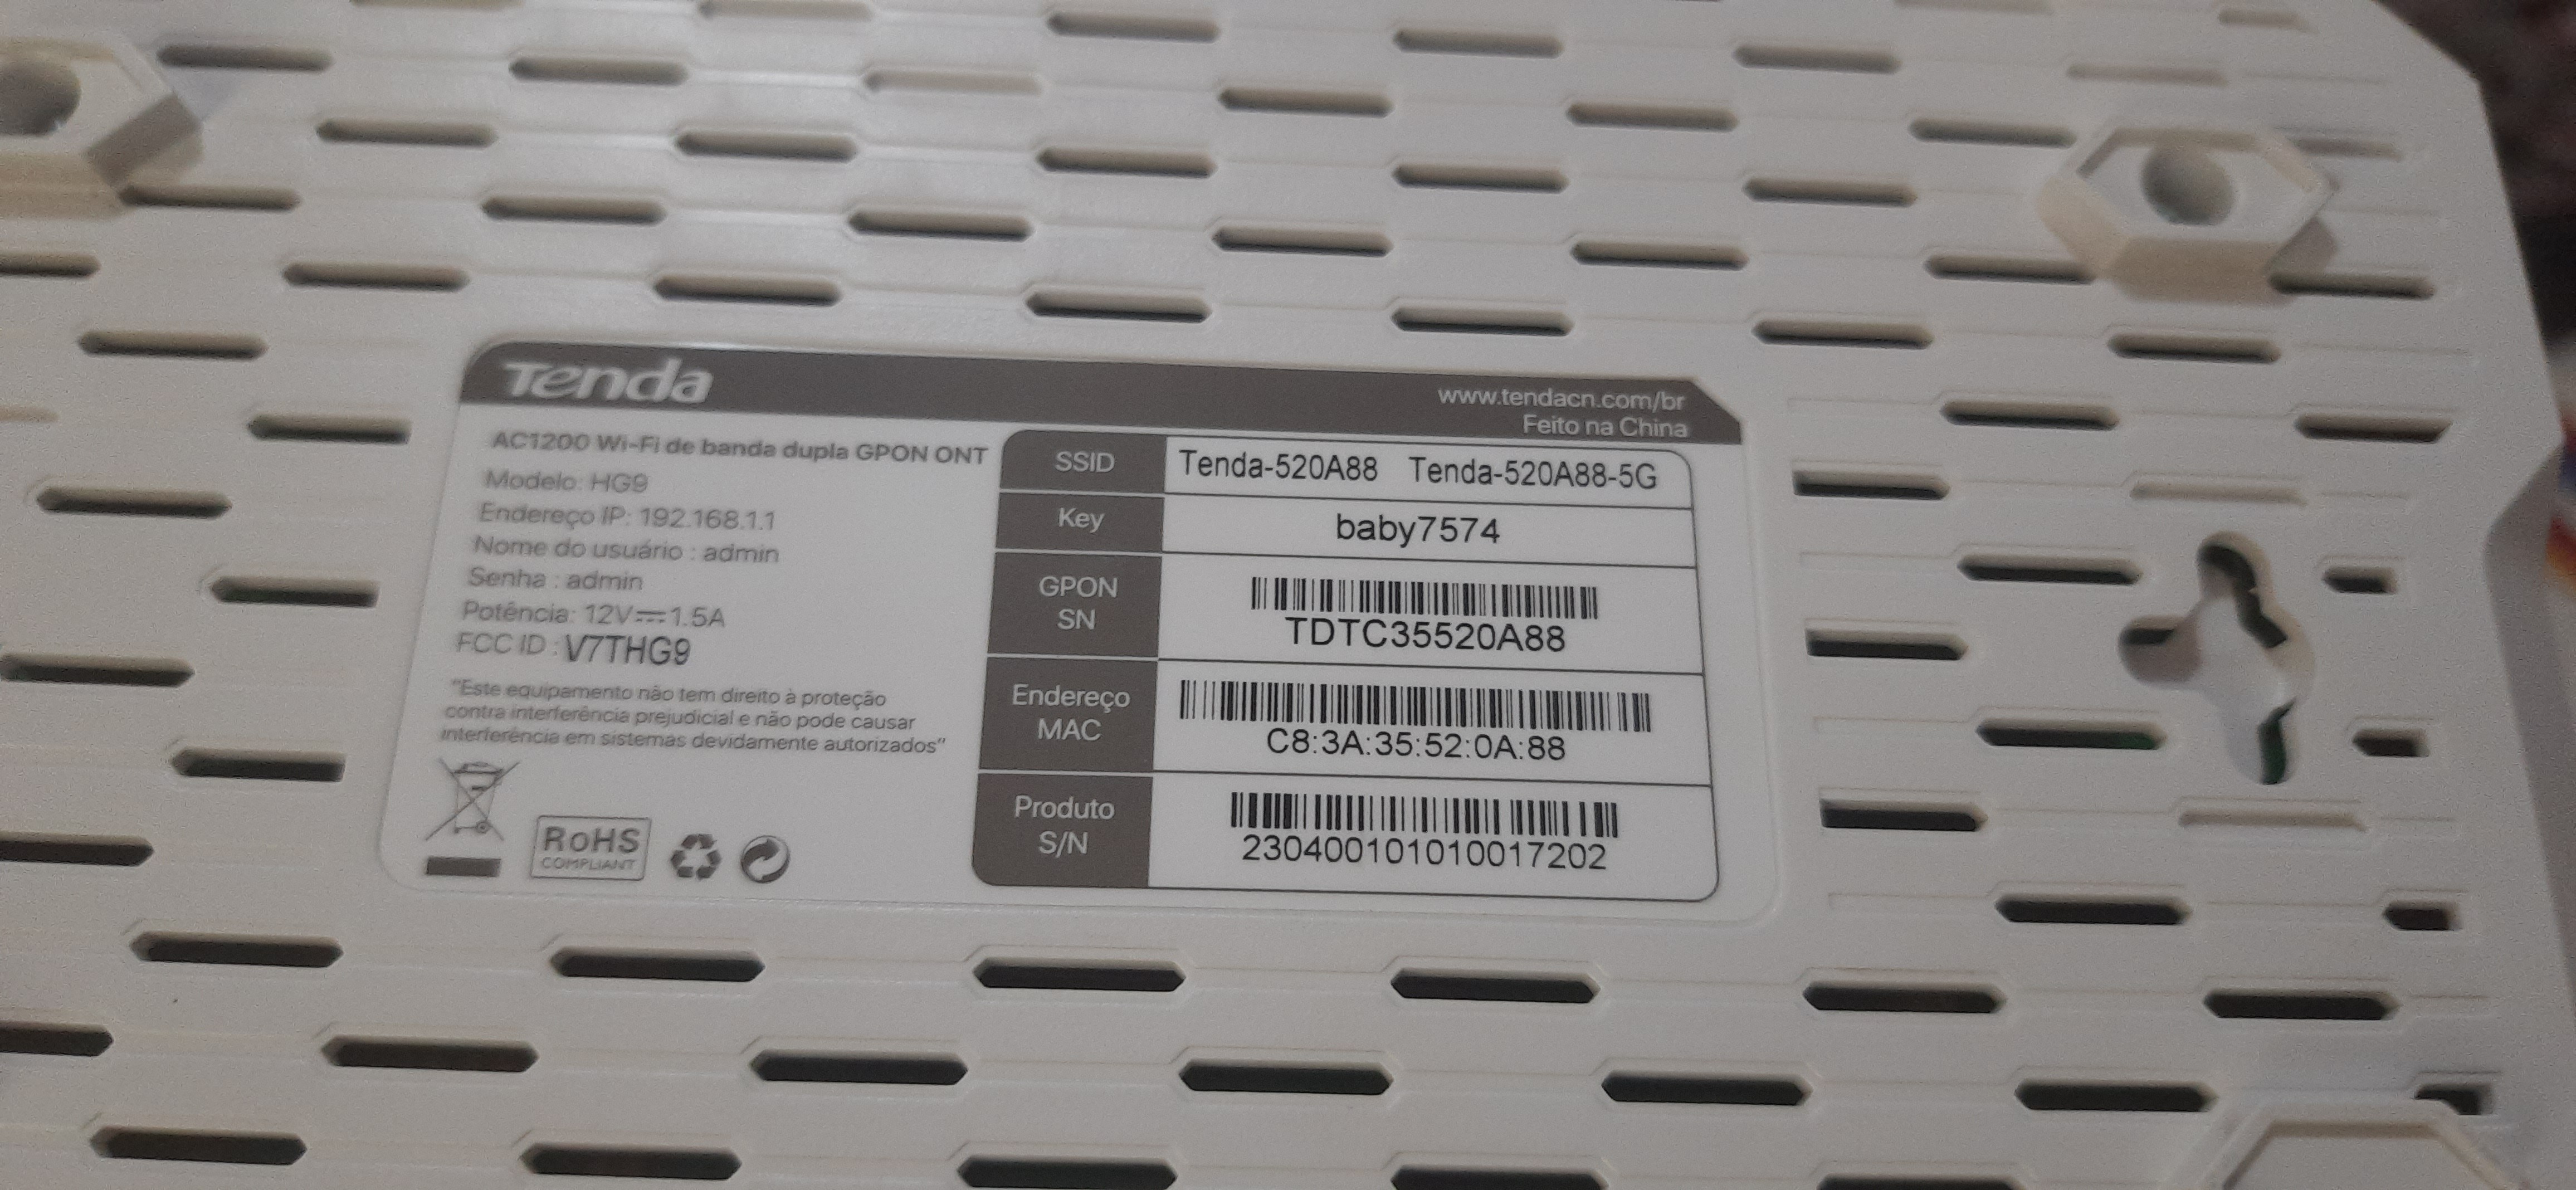 Tenda
www.tendacn.com/br
Feito na China
AC1200 Wi-Fi de banda dupla GPON ONT
Modelo: HG9
Endereço IP: 192.168.1.1
Nome do usuário : admin
Senha : admin
Potência: 12V⎓1.5A
FCC ID : V7THG9
"Este equipamento não tem direito à proteção
contra interferência prejudicial e não pode causar
interferência em sistemas devidamente autorizados"
RoHS
COMPLIANT
SSID
Tenda-520A88 Tenda-520A88-5G
Key
baby7574
GPON
SN
TDTC35520A88
Endereço
MAC
C8:3A:35:52:0A:88
Produto
S/N
230400101010017202